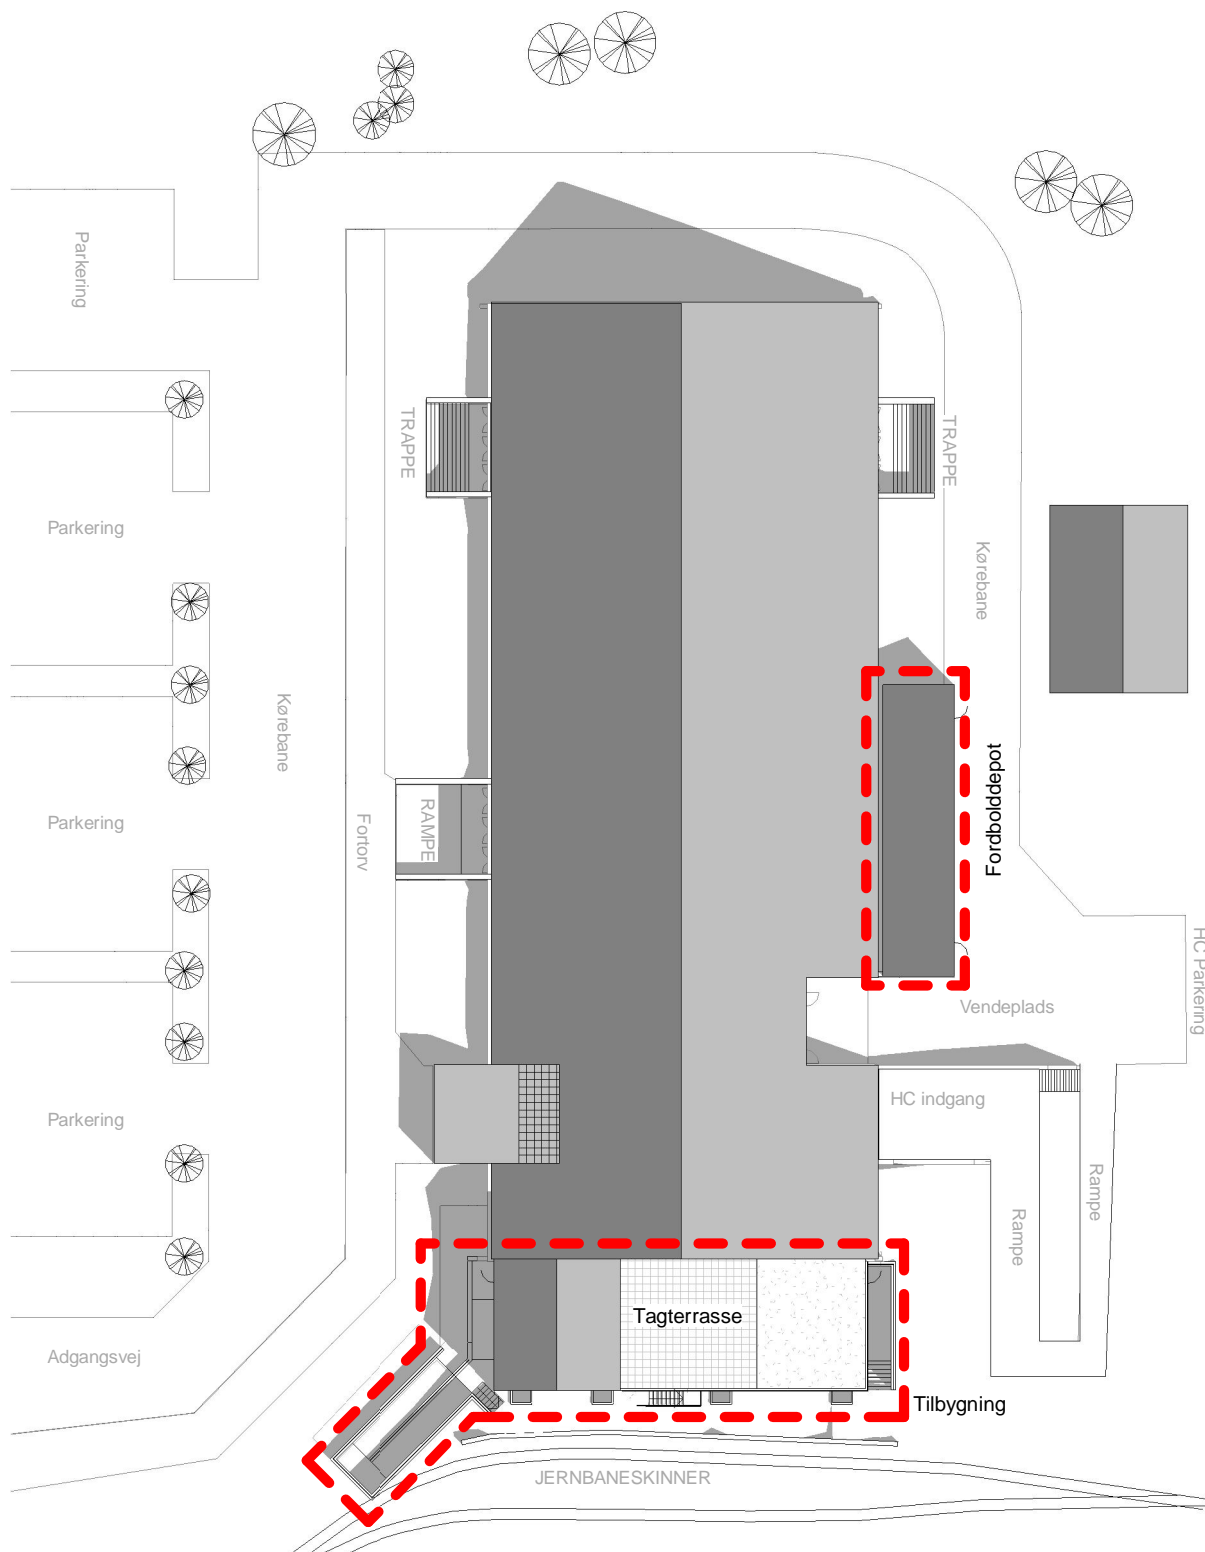 Parkering
TRAPPE
TRAPPE
Parkering
Kørebane
Kørebane
Fordbolddepot
Parkering
RAMPE
Fortorv
HC Parkering
Vendeplads
HC indgang
Parkering
Rampe
Rampe
Tagterrasse
Adgangsvej
Tilbygning
JERNBANESKINNER